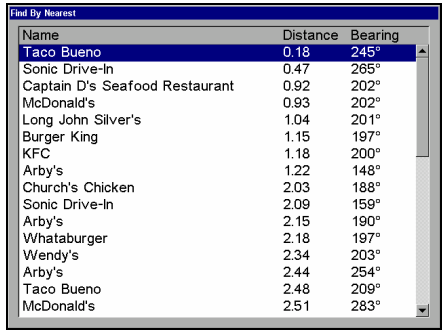 Find By Nearest
Name Distance Bearing
Taco Bueno 0.18 245°
Sonic Drive-In 0.47 265°
Captain D's Seafood Restaurant 0.92 202°
McDonald's 0.93 202°
Long John Silver's 1.04 201°
Burger King 1.15 197°
KFC 1.18 200°
Arby's 1.22 148°
Church's Chicken 2.03 188°
Sonic Drive-In 2.09 159°
Arby's 2.15 190°
Whataburger 2.18 197°
Wendy's 2.34 203°
Arby's 2.44 254°
Taco Bueno 2.48 209°
McDonald's 2.51 283°